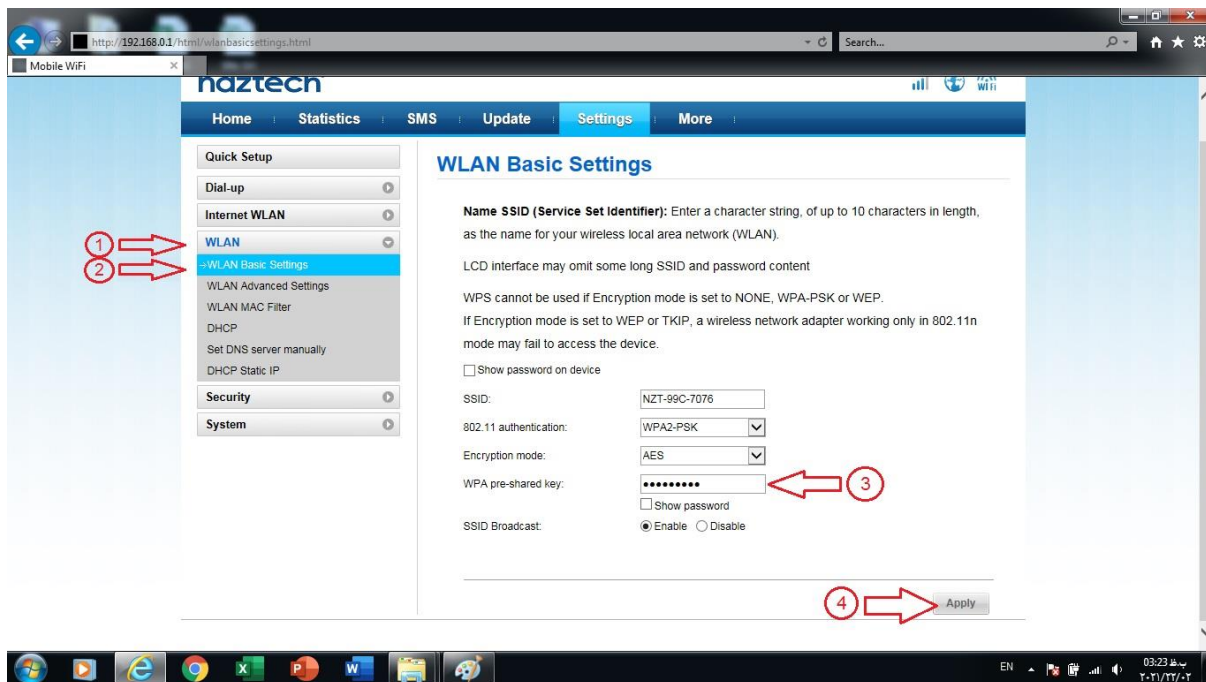 http://192.168.0.1/html/wlanbasicsettings.html
Search...
Mobile WiFi
WiFi
Home
Statistics
SMS
Update
Settings
More
Quick Setup
Dial-up
Internet WLAN
WLAN
WLAN Basic Settings
WLAN Advanced Settings
WLAN MAC Filter
DHCP
Set DNS server manually
DHCP Static IP
Security
System
1
2
WLAN Basic Settings
Name SSID (Service Set Identifier): Enter a character string, of up to 10 characters in length,
as the name for your wireless local area network (WLAN).
LCD interface may omit some long SSID and password content
WPS cannot be used if Encryption mode is set to NONE, WPA-PSK or WEP.
If Encryption mode is set to WEP or TKIP, a wireless network adapter working only in 802.11n
mode may fail to access the device.
Show password on device
SSID: NZT-99C-7076
802.11 authentication: WPA2-PSK
Encryption mode: AES
WPA pre-shared key: •••••••••
3
Show password
SSID Broadcast: Enable Disable
4
Apply
EN
03:23 ب.ظ